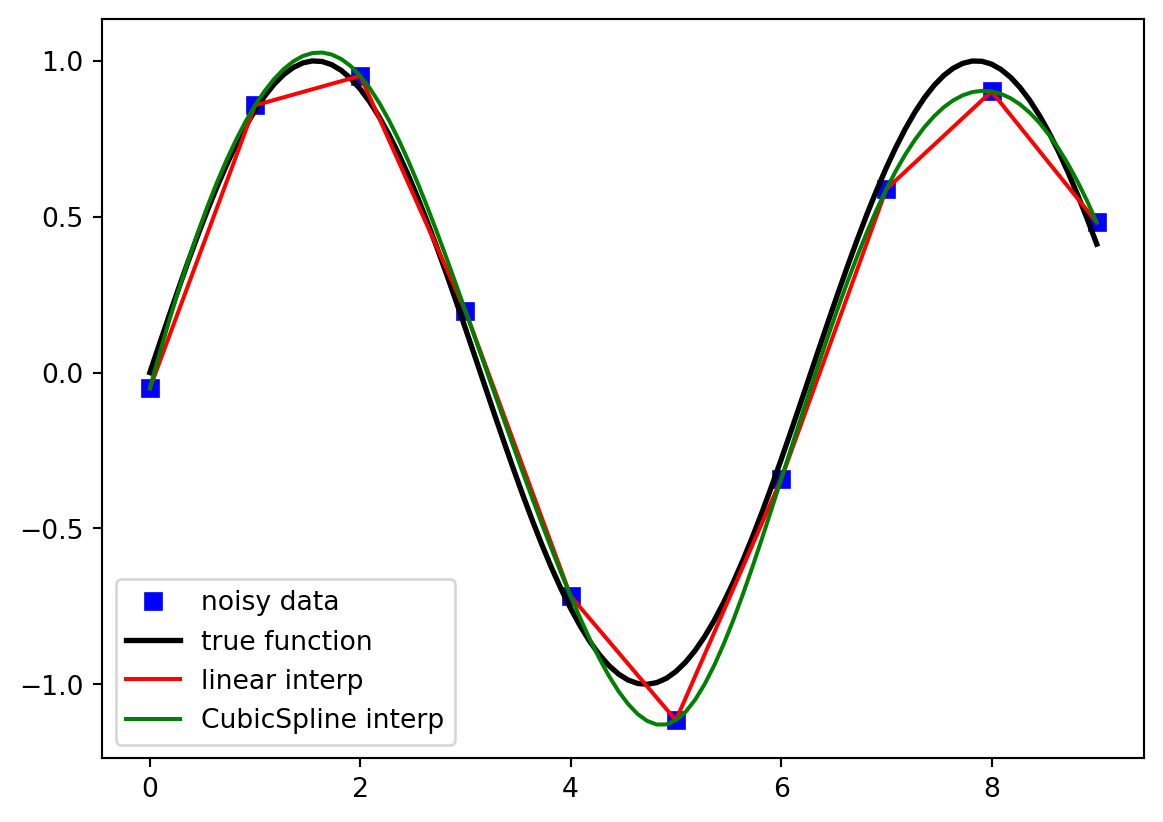 1.0
0.5
0.0
−0.5
−1.0
noisy data
true function
linear interp
CubicSpline interp
0 2 4 6 8